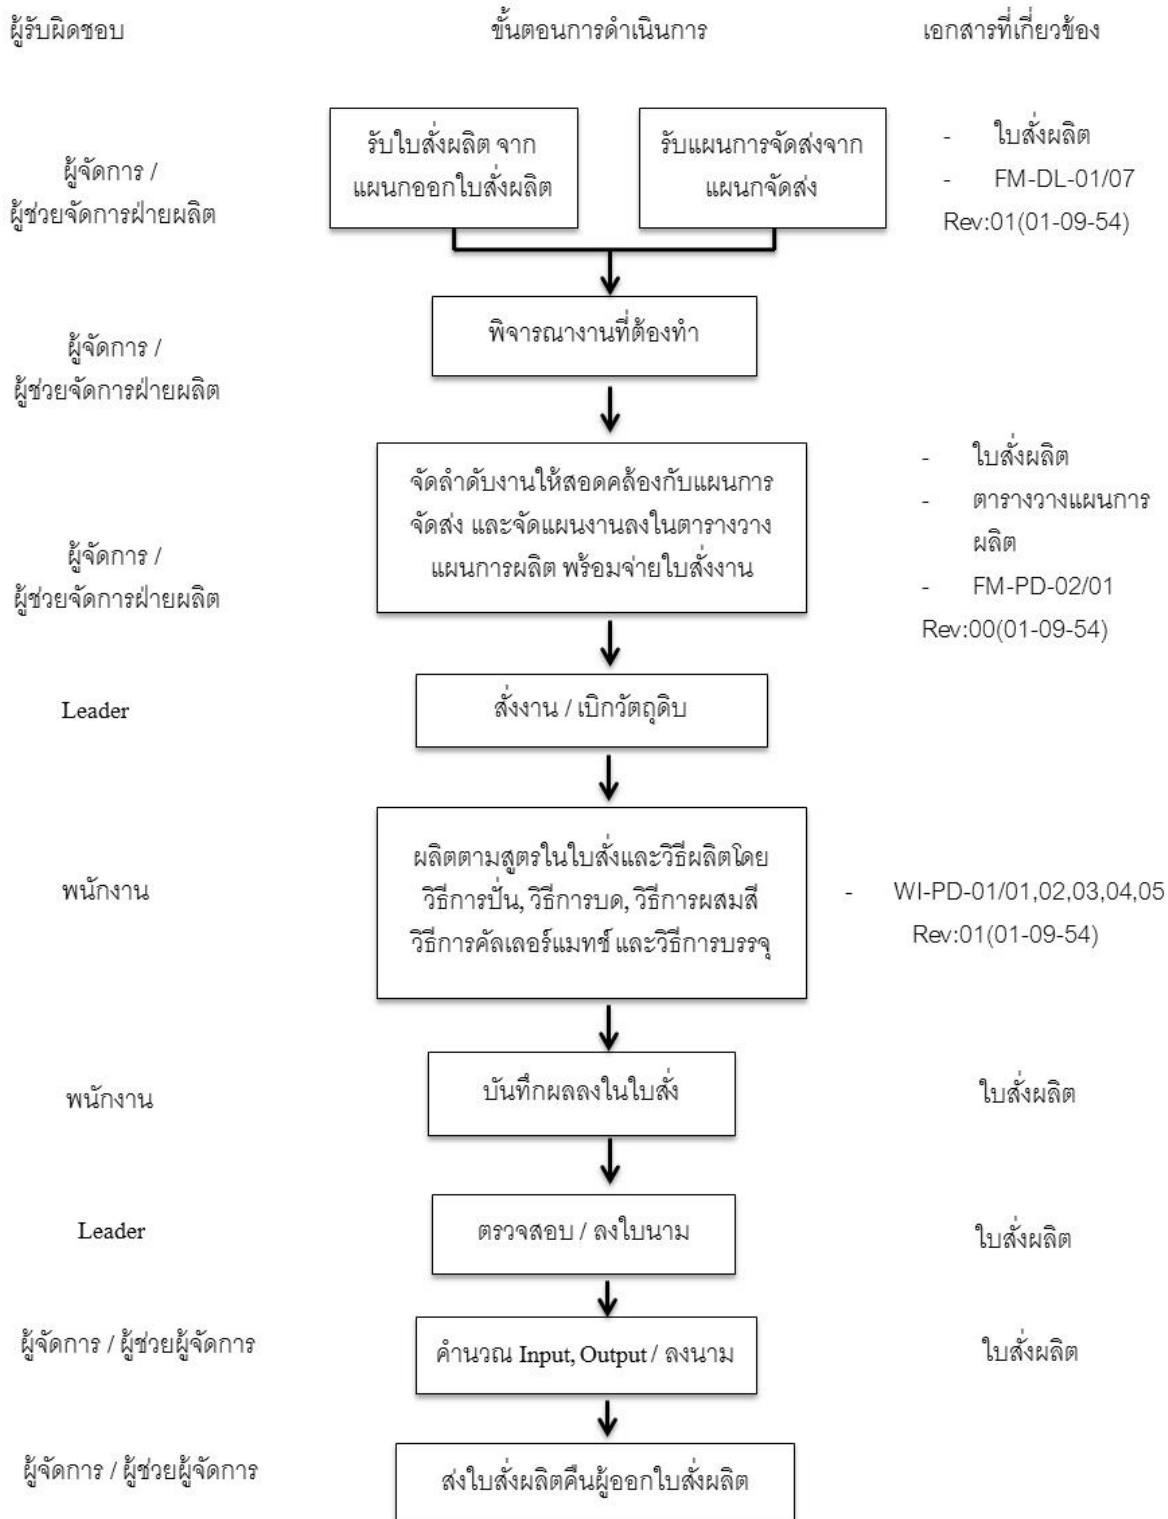 ผู้รับผิดชอบ
ขั้นตอนการดำเนินการ
เอกสารที่เกี่ยวข้อง
ผู้จัดการ /
ผู้ช่วยจัดการฝ่ายผลิต
รับใบสั่งผลิต จาก
แผนกออกใบสั่งผลิต
รับแผนการจัดส่งจาก
แผนกจัดส่ง
- ใบสั่งผลิต
- FM-DL-01/07
Rev:01(01-09-54)
ผู้จัดการ /
ผู้ช่วยจัดการฝ่ายผลิต
พิจารณางานที่ต้องทำ
ผู้จัดการ /
ผู้ช่วยจัดการฝ่ายผลิต
จัดลำดับงานให้สอดคล้องกับแผนการ
จัดส่ง และจัดแผนงานลงในตารางวาง
แผนการผลิต พร้อมจ่ายใบสั่งงาน
- ใบสั่งผลิต
- ตารางวางแผนการ
ผลิต
- FM-PD-02/01
Rev:00(01-09-54)
Leader
สั่งงาน / เบิกวัตถุดิบ
พนักงาน
ผลิตตามสูตรในใบสั่งและวิธีผลิตโดย
วิธีการปั่น, วิธีการบด, วิธีการผสมสี
วิธีการคัลเลอร์แมทช์ และวิธีการบรรจุ
- WI-PD-01/01,02,03,04,05
Rev:01(01-09-54)
พนักงาน
บันทึกผลลงในใบสั่ง
ใบสั่งผลิต
Leader
ตรวจสอบ / ลงใบนาม
ใบสั่งผลิต
ผู้จัดการ / ผู้ช่วยผู้จัดการ
คำนวณ Input, Output / ลงนาม
ใบสั่งผลิต
ผู้จัดการ / ผู้ช่วยผู้จัดการ
ส่งใบสั่งผลิตคืนผู้ออกใบสั่งผลิต